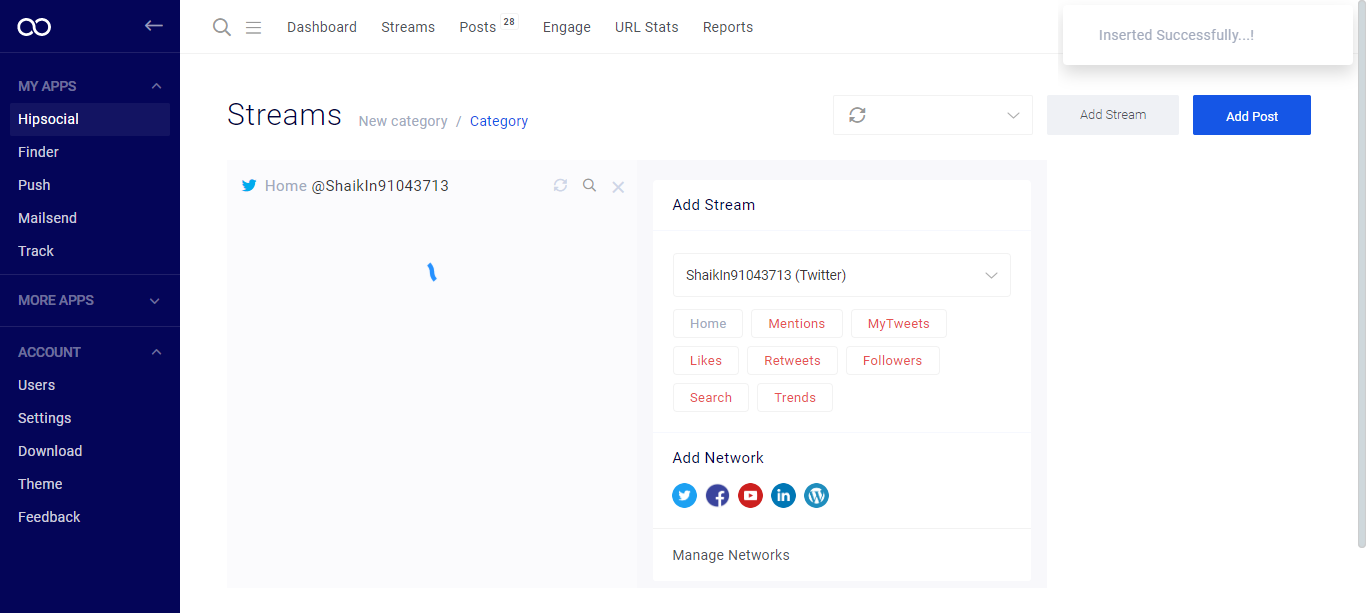 Dashboard Streams Posts 28 Engage URL Stats Reports
Inserted Successfully...!
MY APPS
Hipsocial
Finder
Push
Mailsend
Track
MORE APPS
ACCOUNT
Users
Settings
Download
Theme
Feedback
Streams New category / Category
Add Stream
Add Post
Home @ShaikIn91043713
Add Stream
ShaikIn91043713 (Twitter)
Home Mentions MyTweets
Likes Retweets Followers
Search Trends
Add Network
Manage Networks